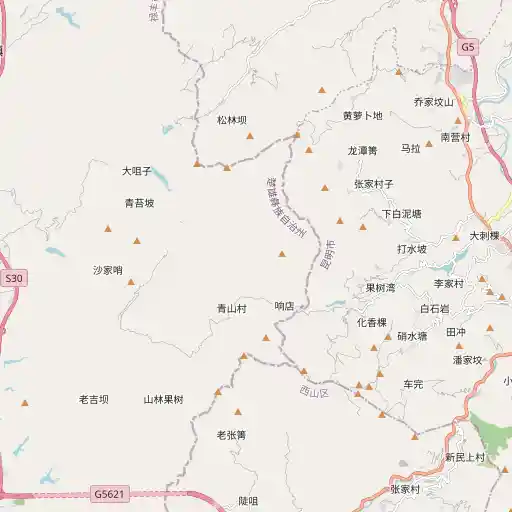 禄丰
G5
乔家坟山
黄萝卜地
松林坝
南营村
马拉
龙潭箐
大咀子
张家村子
青苔坡
下白泥塘
楚雄彝族自治州
大刺棵
昆明市
打水坡
沙家哨
S30
李家村
果树湾
响店
青山村
白石岩
化香棵
硝水塘
田冲
潘家坟
车完
小
西山区
老吉坝
山林果树
老张箐
新民上村
张家村
G5621
陡咀